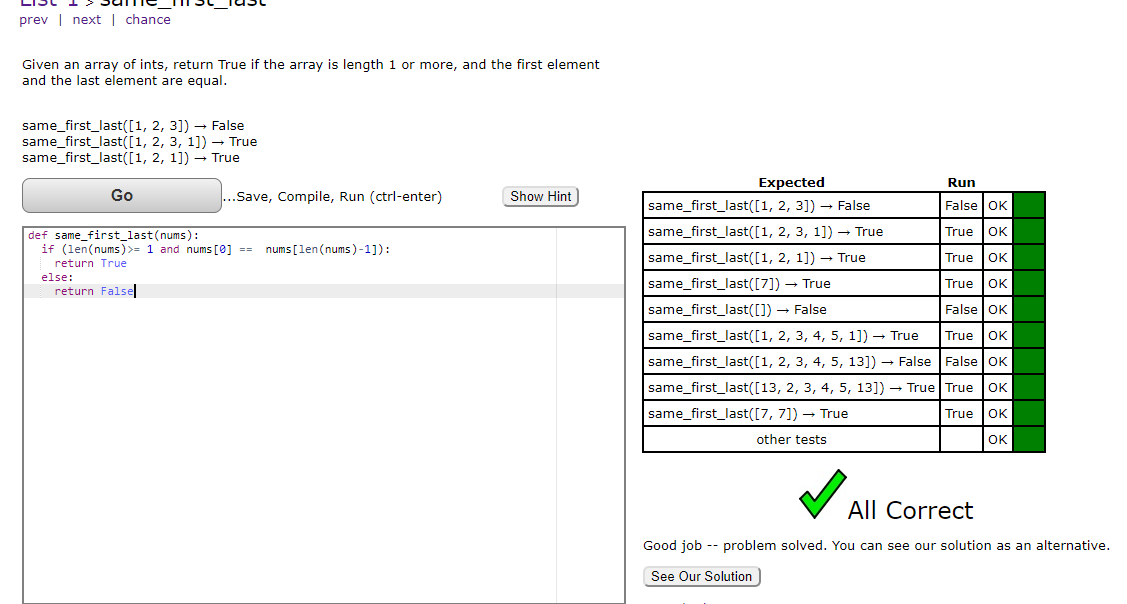 List 1 > same_first_last
prev | next | chance
Given an array of ints, return True if the array is length 1 or more, and the first element
and the last element are equal.
same_first_last([1, 2, 3]) → False
same_first_last([1, 2, 3, 1]) → True
same_first_last([1, 2, 1]) → True
Go
...Save, Compile, Run (ctrl-enter)
Show Hint
def same_first_last(nums):
  if (len(nums)>= 1 and nums[0] ==  nums[len(nums)-1]):
    return True
  else:
    return False
Expected Run
same_first_last([1, 2, 3]) → False False OK
same_first_last([1, 2, 3, 1]) → True True OK
same_first_last([1, 2, 1]) → True True OK
same_first_last([7]) → True True OK
same_first_last([]) → False False OK
same_first_last([1, 2, 3, 4, 5, 1]) → True True OK
same_first_last([1, 2, 3, 4, 5, 13]) → False False OK
same_first_last([13, 2, 3, 4, 5, 13]) → True True OK
same_first_last([7, 7]) → True True OK
other tests OK
All Correct
Good job -- problem solved. You can see our solution as an alternative.
See Our Solution